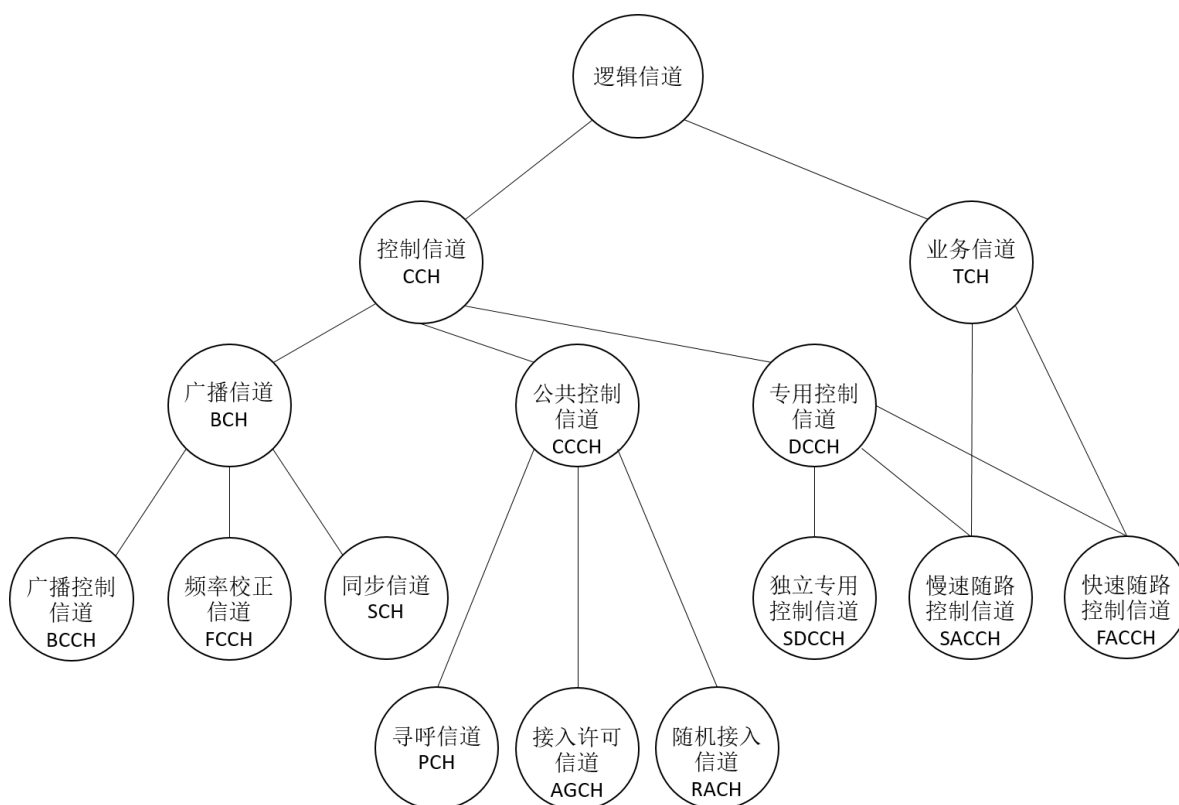 逻辑信道
控制信道
CCH
业务信道
TCH
广播信道
BCH
公共控制
信道
CCCH
专用控制
信道
DCCH
广播控制
信道
BCCH
频率校正
信道
FCCH
同步信道
SCH
独立专用
控制信道
SDCCH
慢速随路
控制信道
SACCH
快速随路
控制信道
FACCH
寻呼信道
PCH
接入许可
信道
AGCH
随机接入
信道
RACH